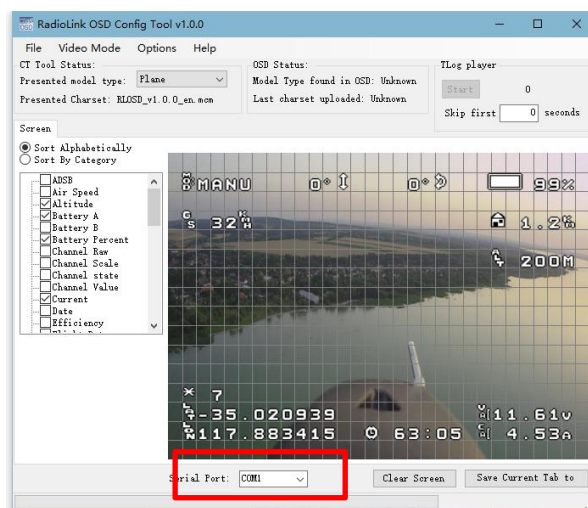 RadioLink OSD Config Tool v1.0.0
File Video Mode Options Help
CT Tool Status:
Presented model type: Plane
Presented Charset: RLOSD_v1.0.0_en.mcm
OSD Status:
Model Type found in OSD: Unknown
Last charset uploaded: Unknown
TLog player
Start 0
Skip first 0 seconds
Screen
Sort Alphabetically
Sort By Category
ADSB
Air Speed
Altitude
Battery A
Battery B
Battery Percent
Channel Raw
Channel Scale
Channel state
Channel Value
Current
Date
Efficiency
MANU 0° 0° 99%
GS 32
1.2
200M
7
-35.020939
117.883415 63:05
11.61v
4.53A
Serial Port: COM1
Clear Screen
Save Current Tab to